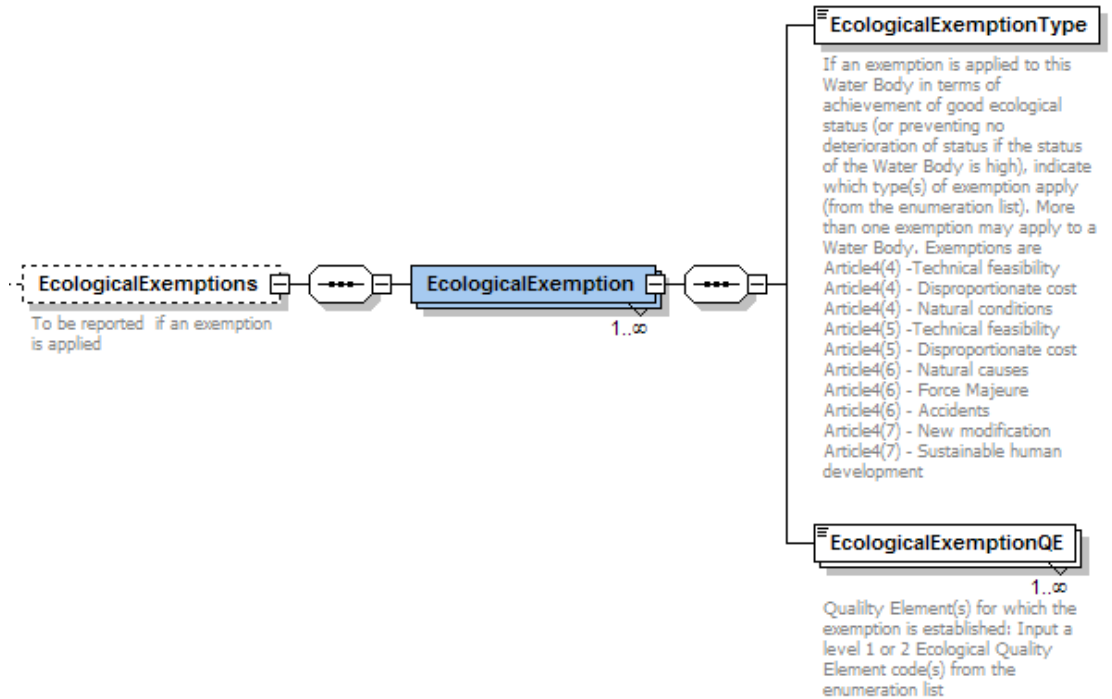 EcologicalExemptionType
If an exemption is applied to this
Water Body in terms of
achievement of good ecological
status (or preventing no
deterioration of status if the status
of the Water Body is high), indicate
which type(s) of exemption apply
(from the enumeration list). More
than one exemption may apply to a
Water Body. Exemptions are
Article4(4) -Technical feasibility
Article4(4) - Disproportionate cost
Article4(4) - Natural conditions
Article4(5) -Technical feasibility
Article4(5) - Disproportionate cost
Article4(6) - Natural causes
Article4(6) - Force Majeure
Article4(6) - Accidents
Article4(7) - New modification
Article4(7) - Sustainable human
development
EcologicalExemptions
To be reported  if an exemption
is applied
EcologicalExemption
1..∞
EcologicalExemptionQE
1..∞
Qualilty Element(s) for which the
exemption is established: Input a
level 1 or 2 Ecological Quality
Element code(s) from the
enumeration list